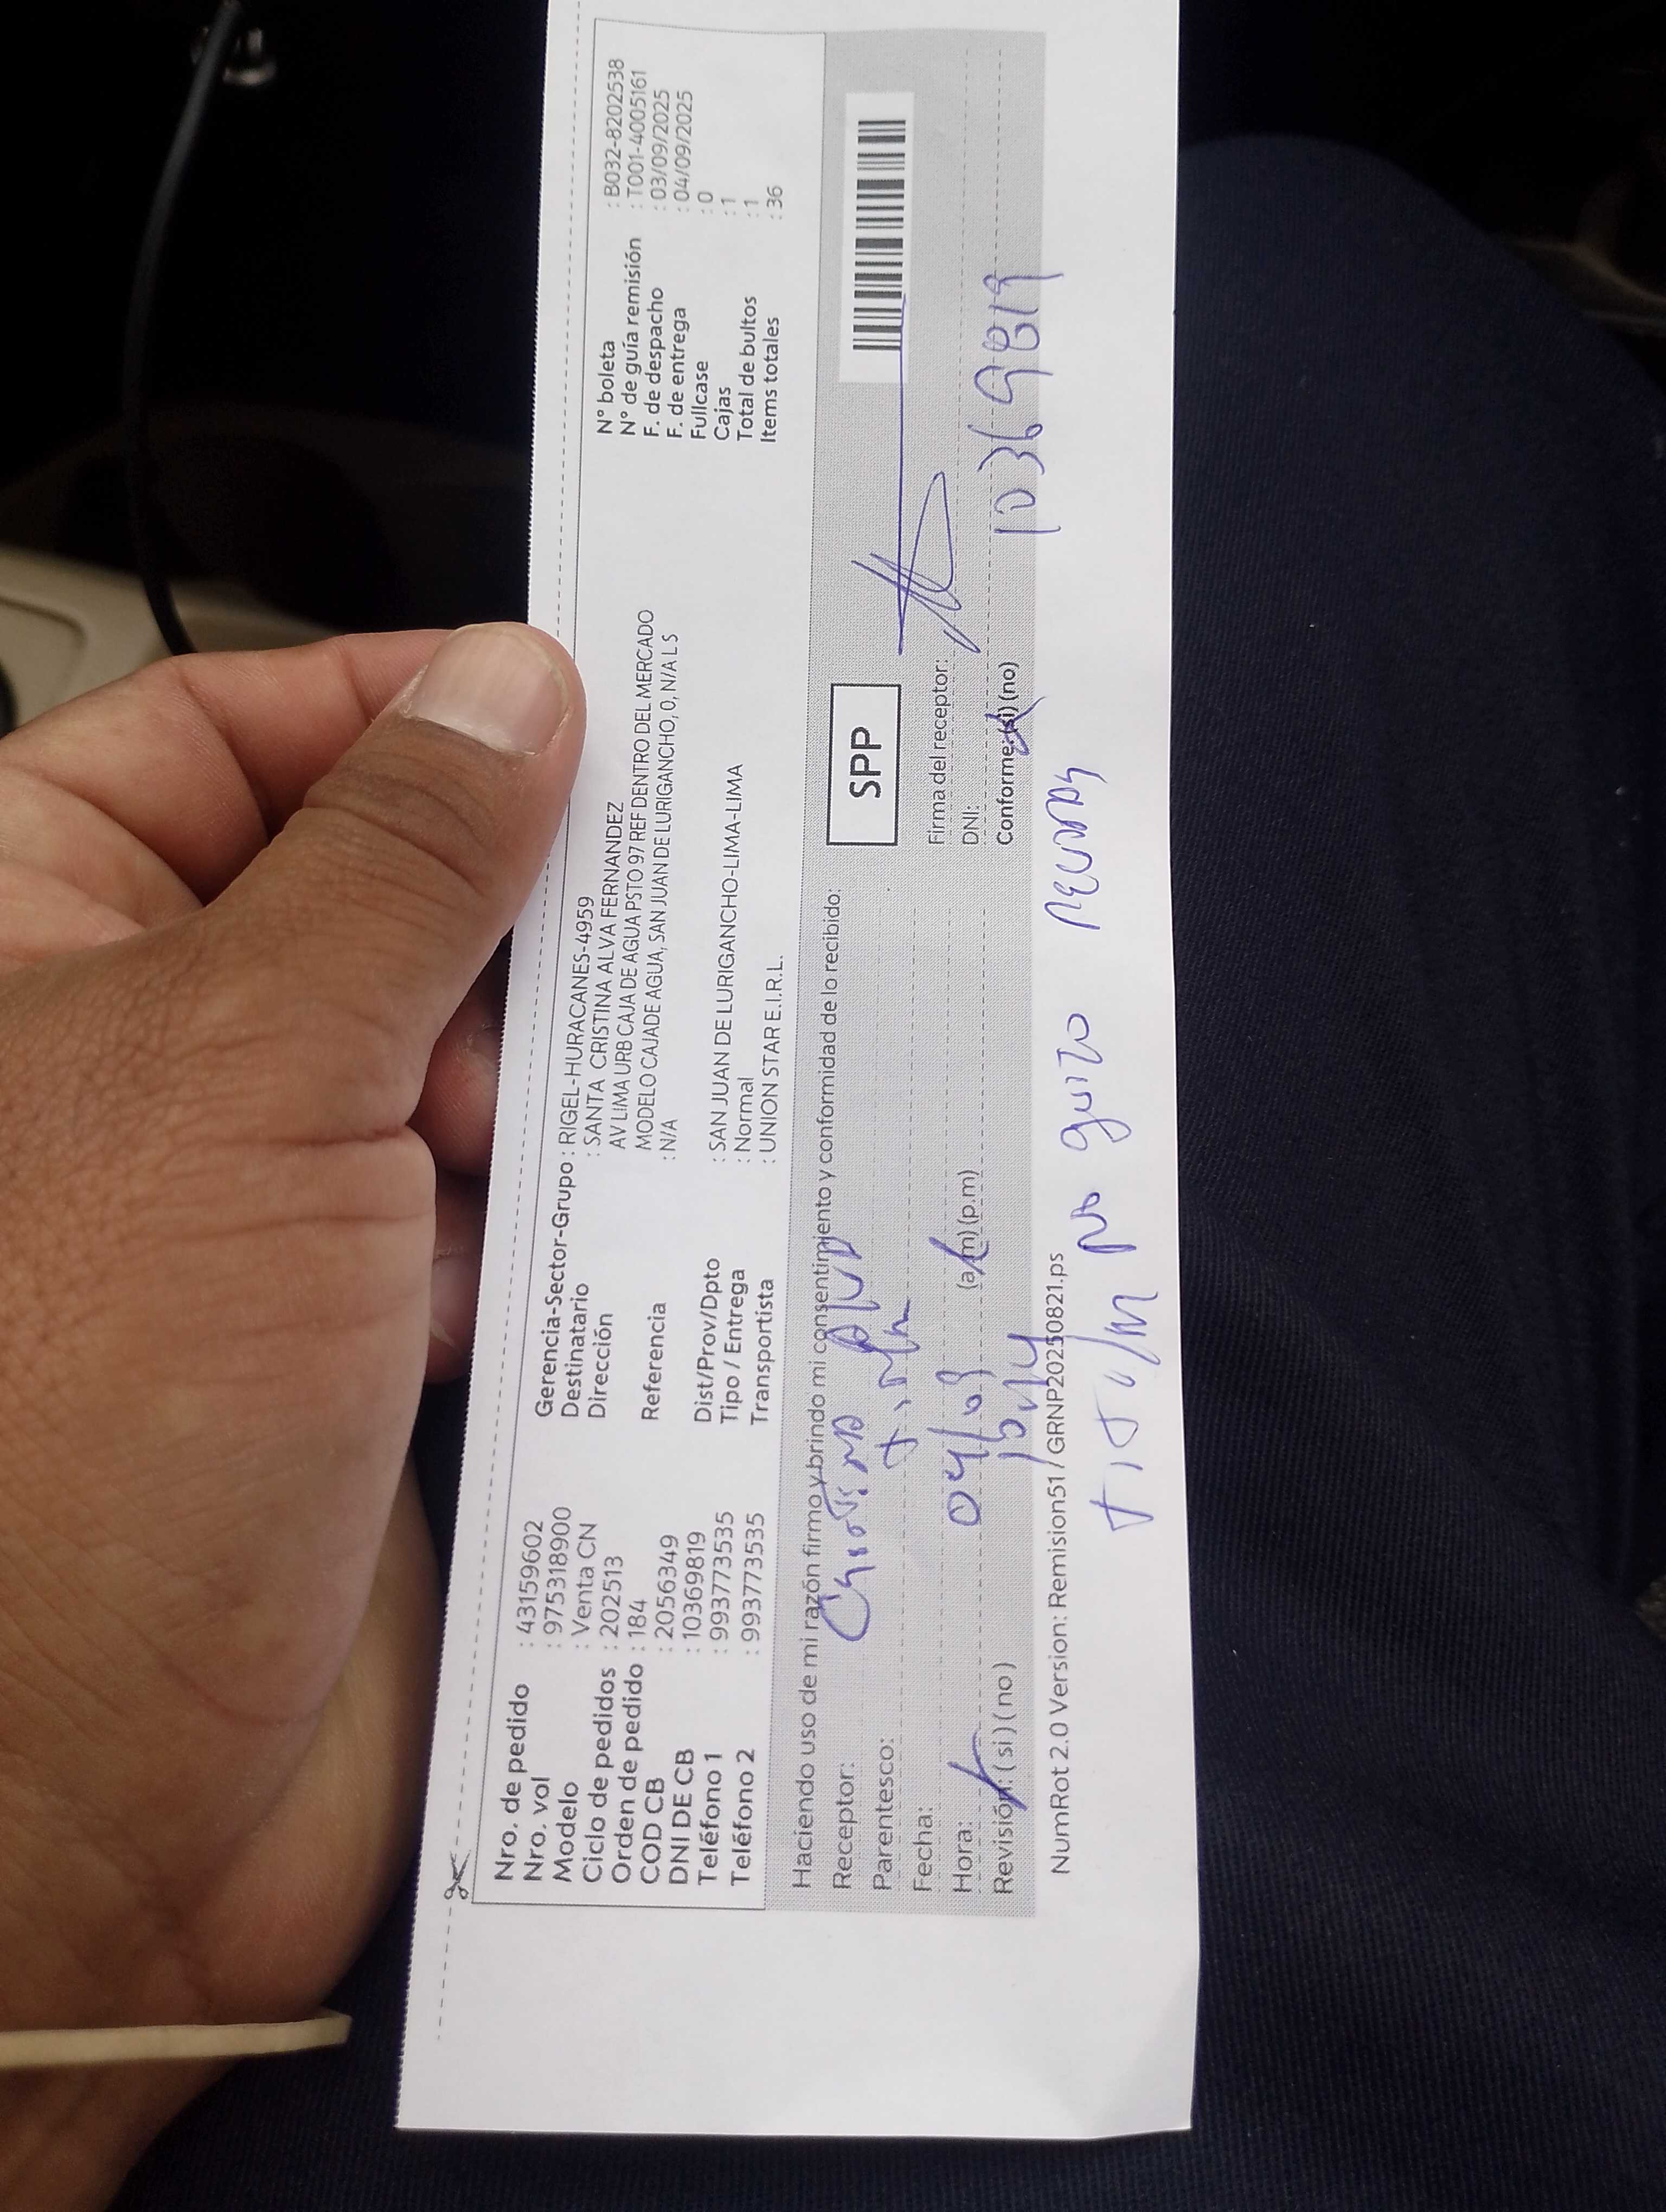 Nro. de pedido : 43159602
Nro. vol : 975318900
Modelo : Venta CN
Ciclo de pedidos : 202513
Orden de pedido : 184
COD CB : 2056349
DNI DE CB : 10369819
Teléfono 1 : 993773535
Teléfono 2 : 993773535
Gerencia-Sector-Grupo : RIGEL-HURACANES-4959
Destinatario : SANTA CRISTINA ALVA FERNANDEZ
Dirección AV LIMA URB CAJA DE AGUA PSTO 97 REF DENTRO DEL MERCADO
MODELO CAJADE AGUA, SAN JUAN DE LURIGANCHO, 0, N/A L S
Referencia : N/A
Dist/Prov/Dpto : SAN JUAN DE LURIGANCHO-LIMA-LIMA
Tipo / Entrega : Normal
Transportista : UNION STAR E.I.R.L.
N° boleta : B032-8202538
N° de guía remisión : T001-4005161
F. de despacho : 03/09/2025
F. de entrega : 04/09/2025
Fullcase : 0
Cajas : 1
Total de bultos : 1
Items totales : 36
Haciendo uso de mi razón firmo y brindo mi consentimiento y conformidad de lo recibido:
Receptor: Cristina Alva
Parentesco: Titular
Fecha: 04/09
Hora: (a.m) (p.m)
Revisión: (si) (no)
SPP
Firma del receptor:
DNI: 10369819
Conforme: (si) (no)
NumRot 2.0 Version: Remision51 / GRNP20250821.ps
Titular no quizo